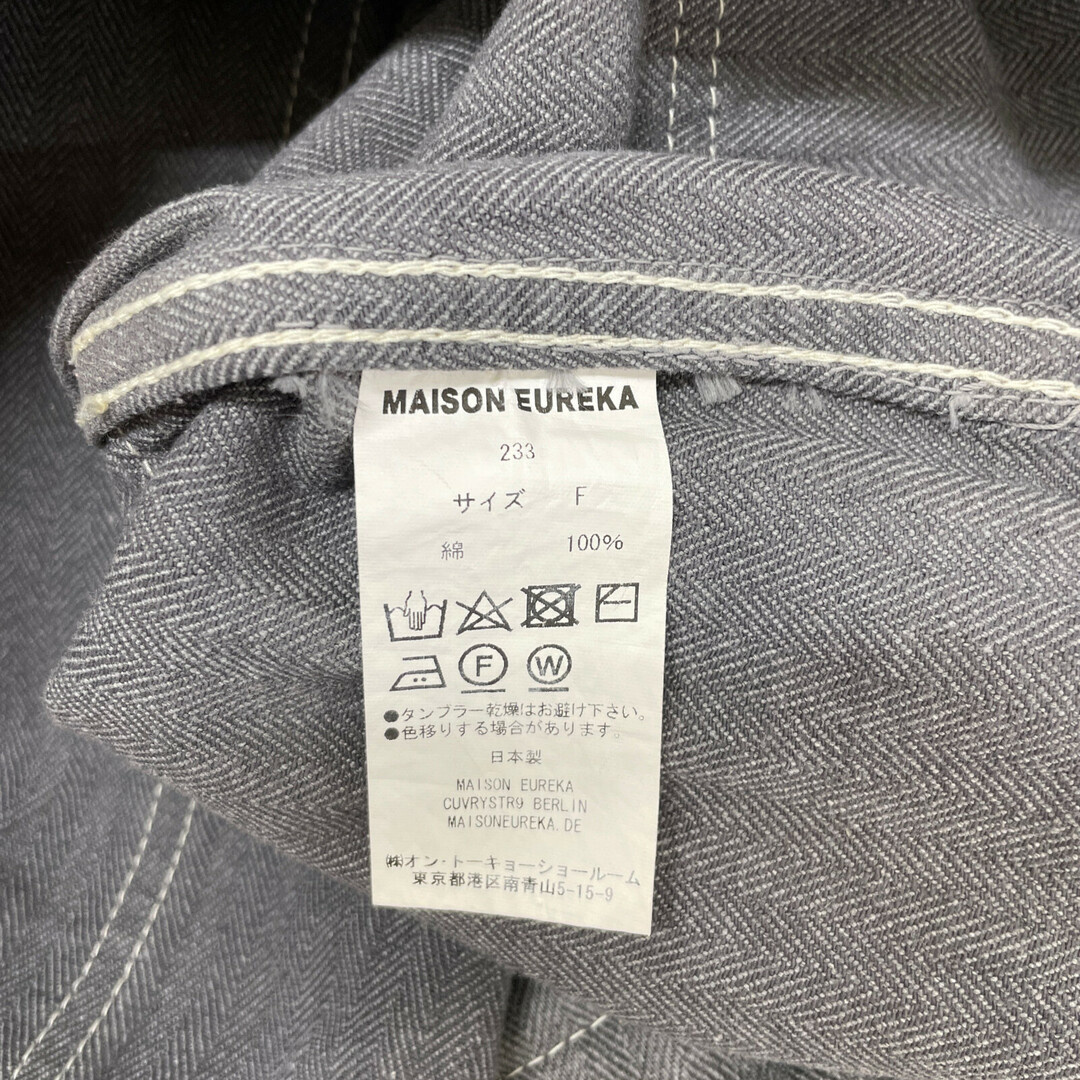 MAISON EUREKA
233
サイズ F
綿 100%
F W
●タンブラー乾燥はお避け下さい。
●色移りする場合があります。
日本製
MAISON EUREKA
CUVRYSTR9 BERLIN
MAISONEUREKA.DE
㈱オン・トーキョーショールーム
東京都港区南青山5-15-9